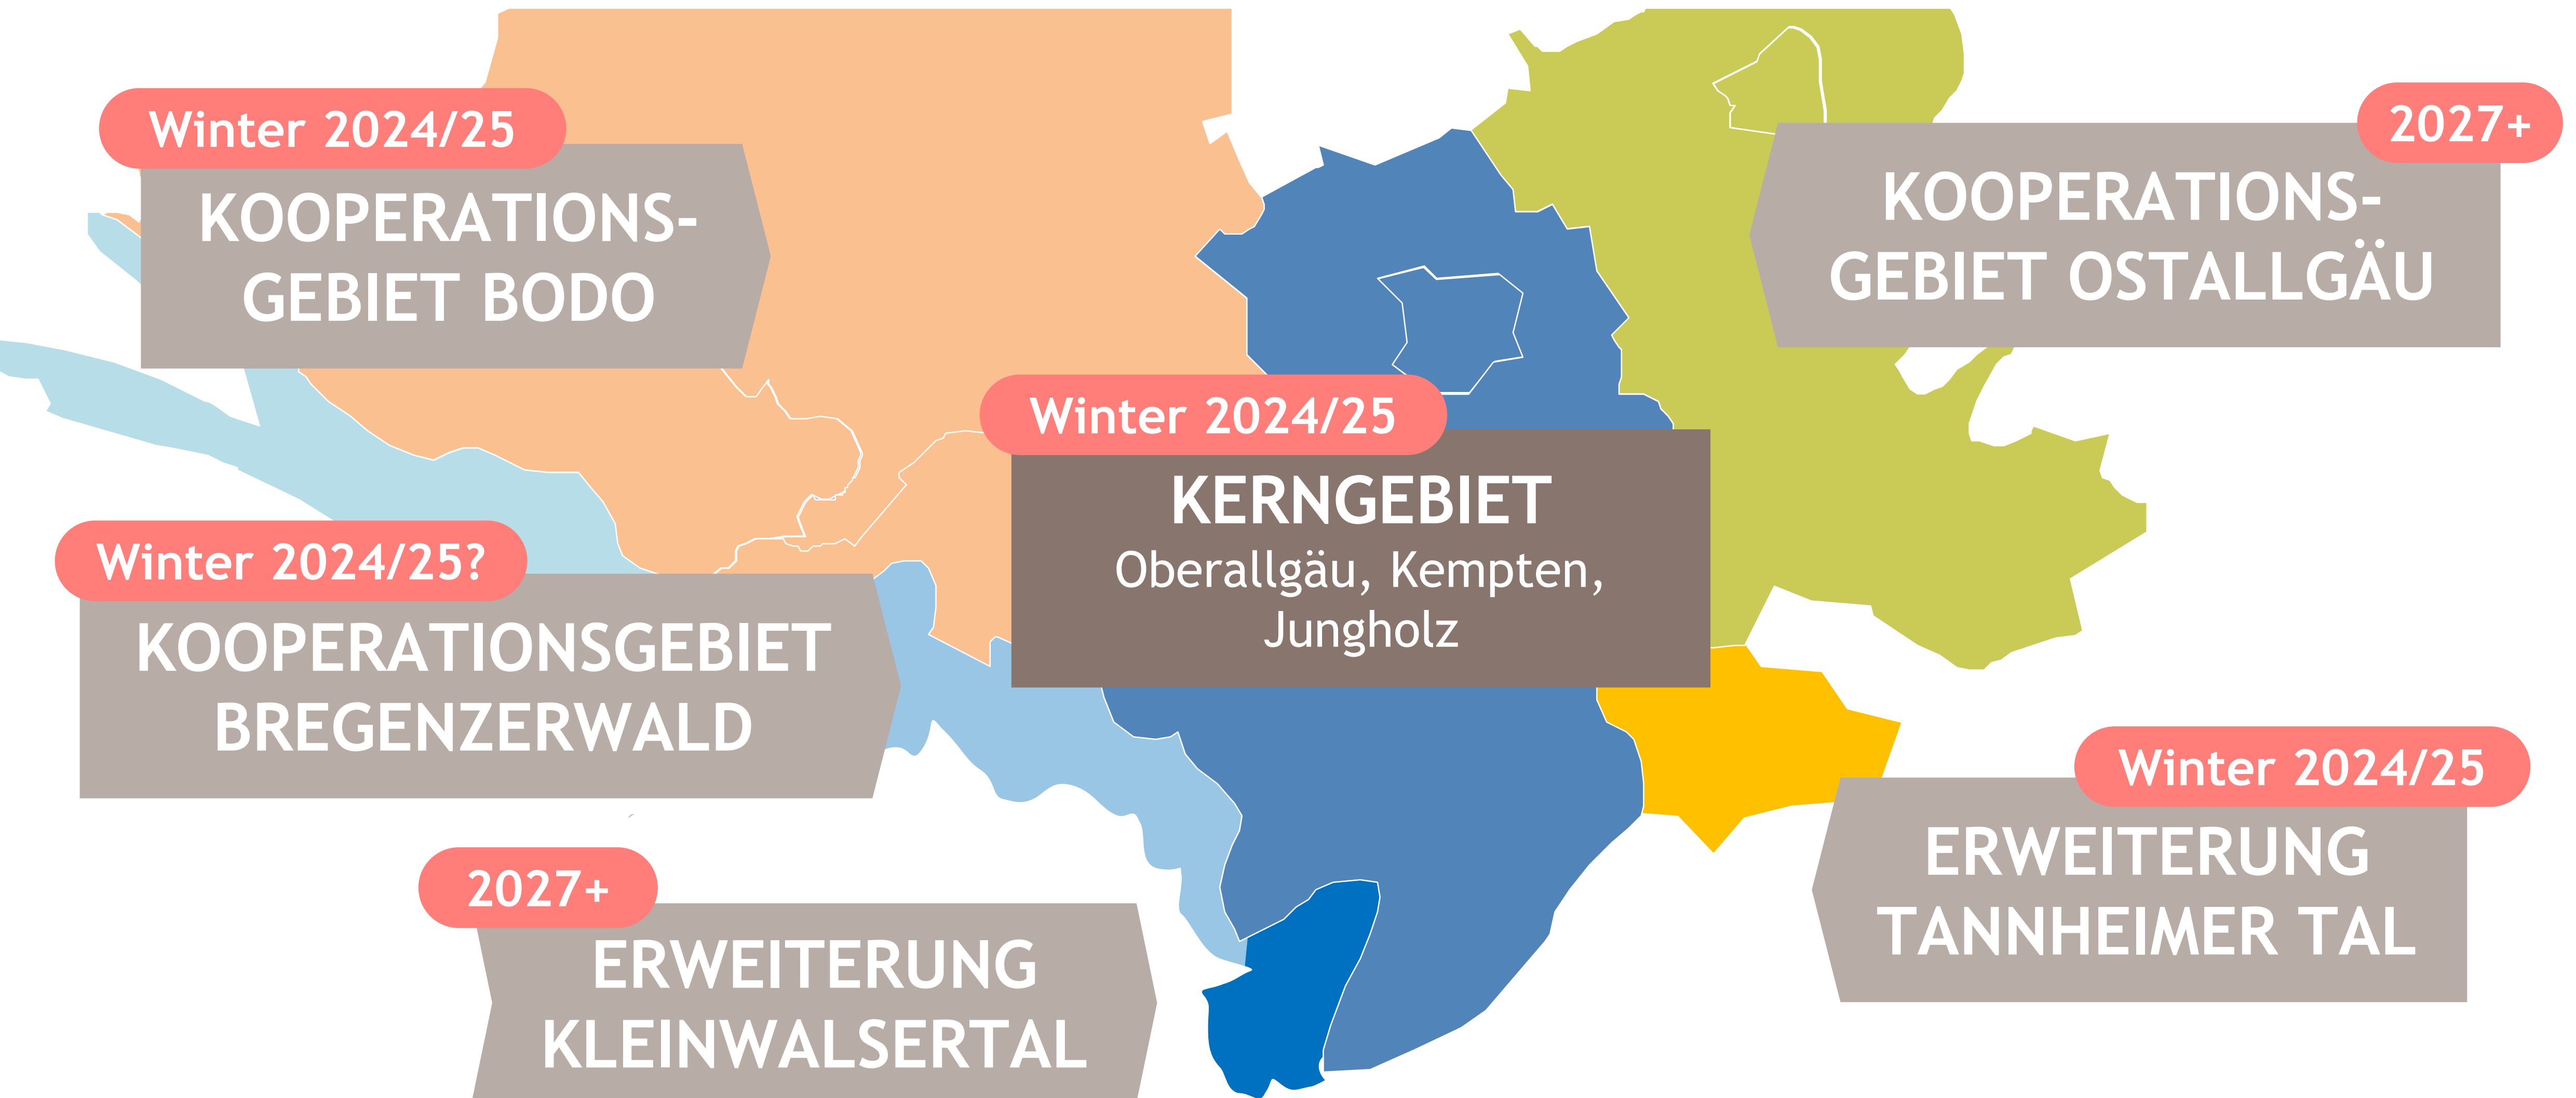 Winter 2024/25
KOOPERATIONS-
GEBIET BODO
2027+
KOOPERATIONS-
GEBIET OSTALLGÄU
Winter 2024/25
KERNGEBIET
Oberallgäu, Kempten,
Jungholz
Winter 2024/25?
KOOPERATIONSGEBIET
BREGENZERWALD
Winter 2024/25
ERWEITERUNG
TANNHEIMER TAL
2027+
ERWEITERUNG
KLEINWALSERTAL